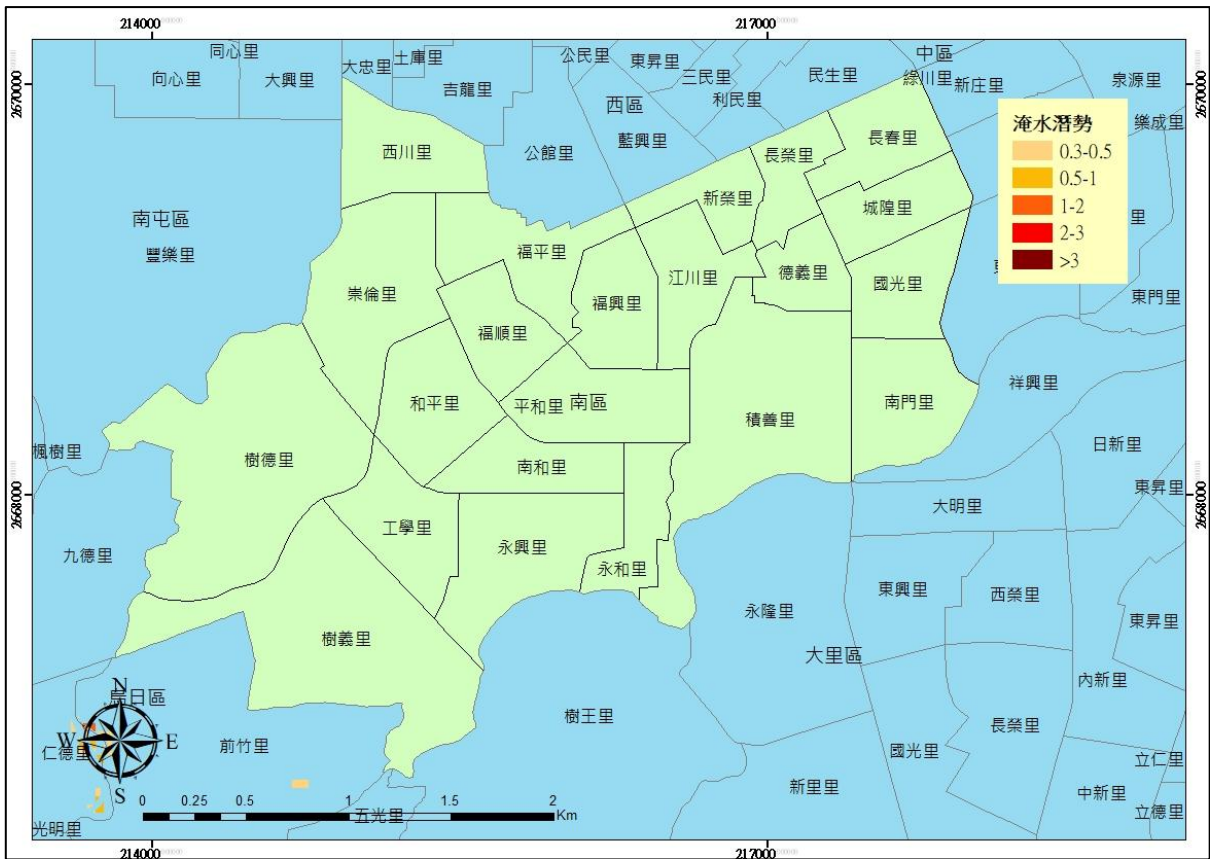 214000
217000
2670000
2670000
2668000
2668000
214000
217000
同心里
向心里
大興里
大忠里
土庫里
吉龍里
公民里
東昇里
三民里
利民里
民生里
中區
綠川里
新庄里
泉源里
樂成里
西區
公館里
藍興里
淹水潛勢
0.3-0.5
0.5-1
1-2
2-3
>3
西川里
長榮里
長春里
新榮里
城隍里
南屯區
豐樂里
福平里
江川里
德義里
國光里
里
東門里
崇倫里
福興里
福順里
祥興里
和平里
平和里
南區
積善里
南門里
楓樹里
樹德里
南和里
日新里
東昇里
大明里
九德里
工學里
永興里
永和里
東興里
西榮里
永隆里
東昇里
樹義里
大里區
內新里
烏日區
N
W
E
S
仁德里
前竹里
樹王里
國光里
長榮里
立仁里
新里里
中新里
立德里
光明里
五光里
0
0.25
0.5
1
1.5
2
Km